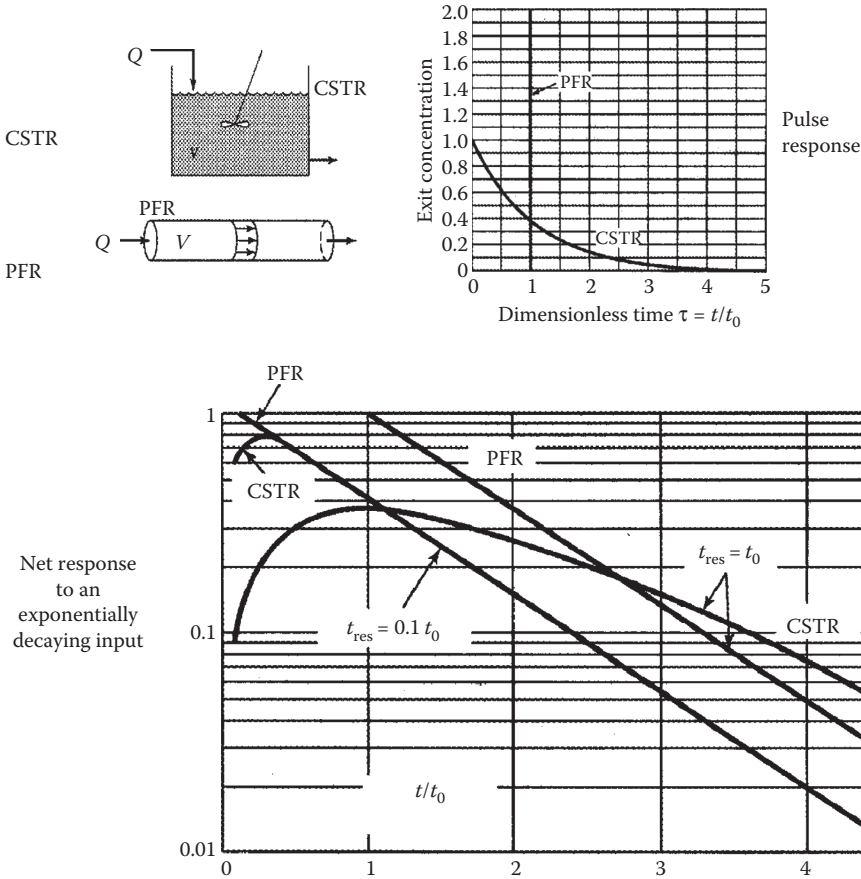 Q
CSTR
CSTR
V
PFR
Q
V
PFR
2.0
1.8
1.6
1.4
1.2
1.0
0.8
0.6
0.4
0.2
0
Exit concentration
PFR
CSTR
Pulse
response
0 1 2 3 4 5
Dimensionless time τ = t/t₀
PFR
1
PFR
CSTR
Net response
to an
exponentially
decaying input
t_res = t₀
t_res = 0.1 t₀
CSTR
0.1
t/t₀
0.01
0 1 2 3 4